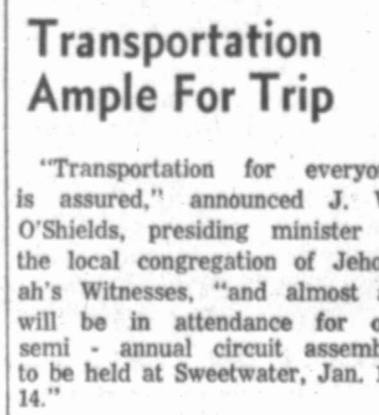 Transportation
Ample For Trip
"Transportation for everyo
is assured," announced J.
O'Shields, presiding minister
the local congregation of Jeho
ah's Witnesses, "and almost
will be in attendance for
semi - annual circuit assemb
to be held at Sweetwater, Jan.
14."